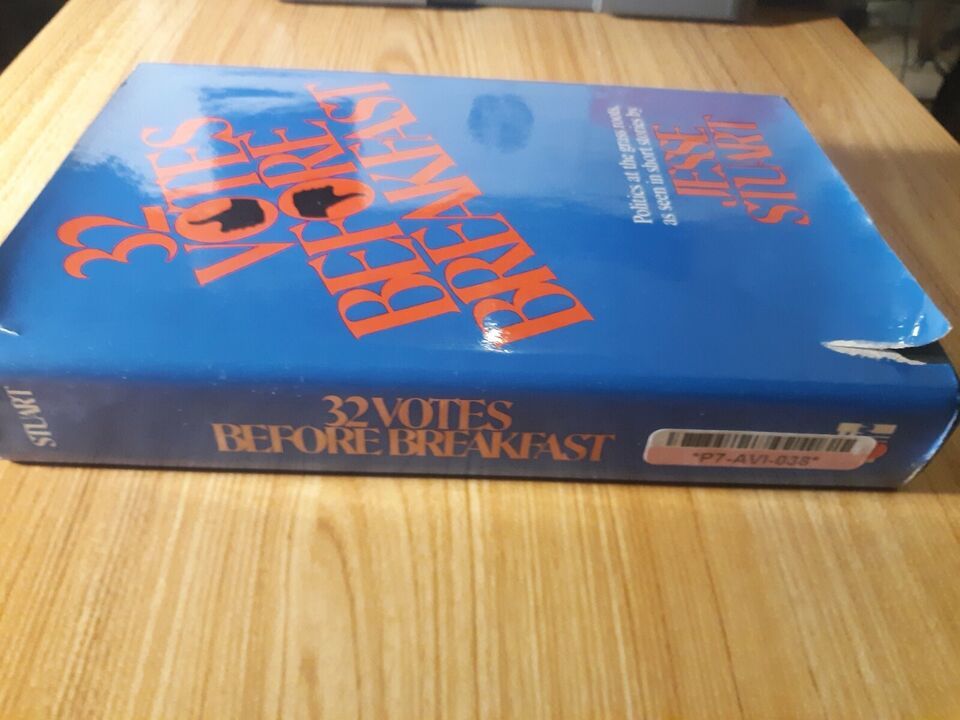 32
VOTES
BEFORE
BREAKFAST
Politics at the grass roots,
as seen in short stories by
JESSE
STUART
STUART
32 VOTES
BEFORE BREAKFAST
*P7-AVI-038*